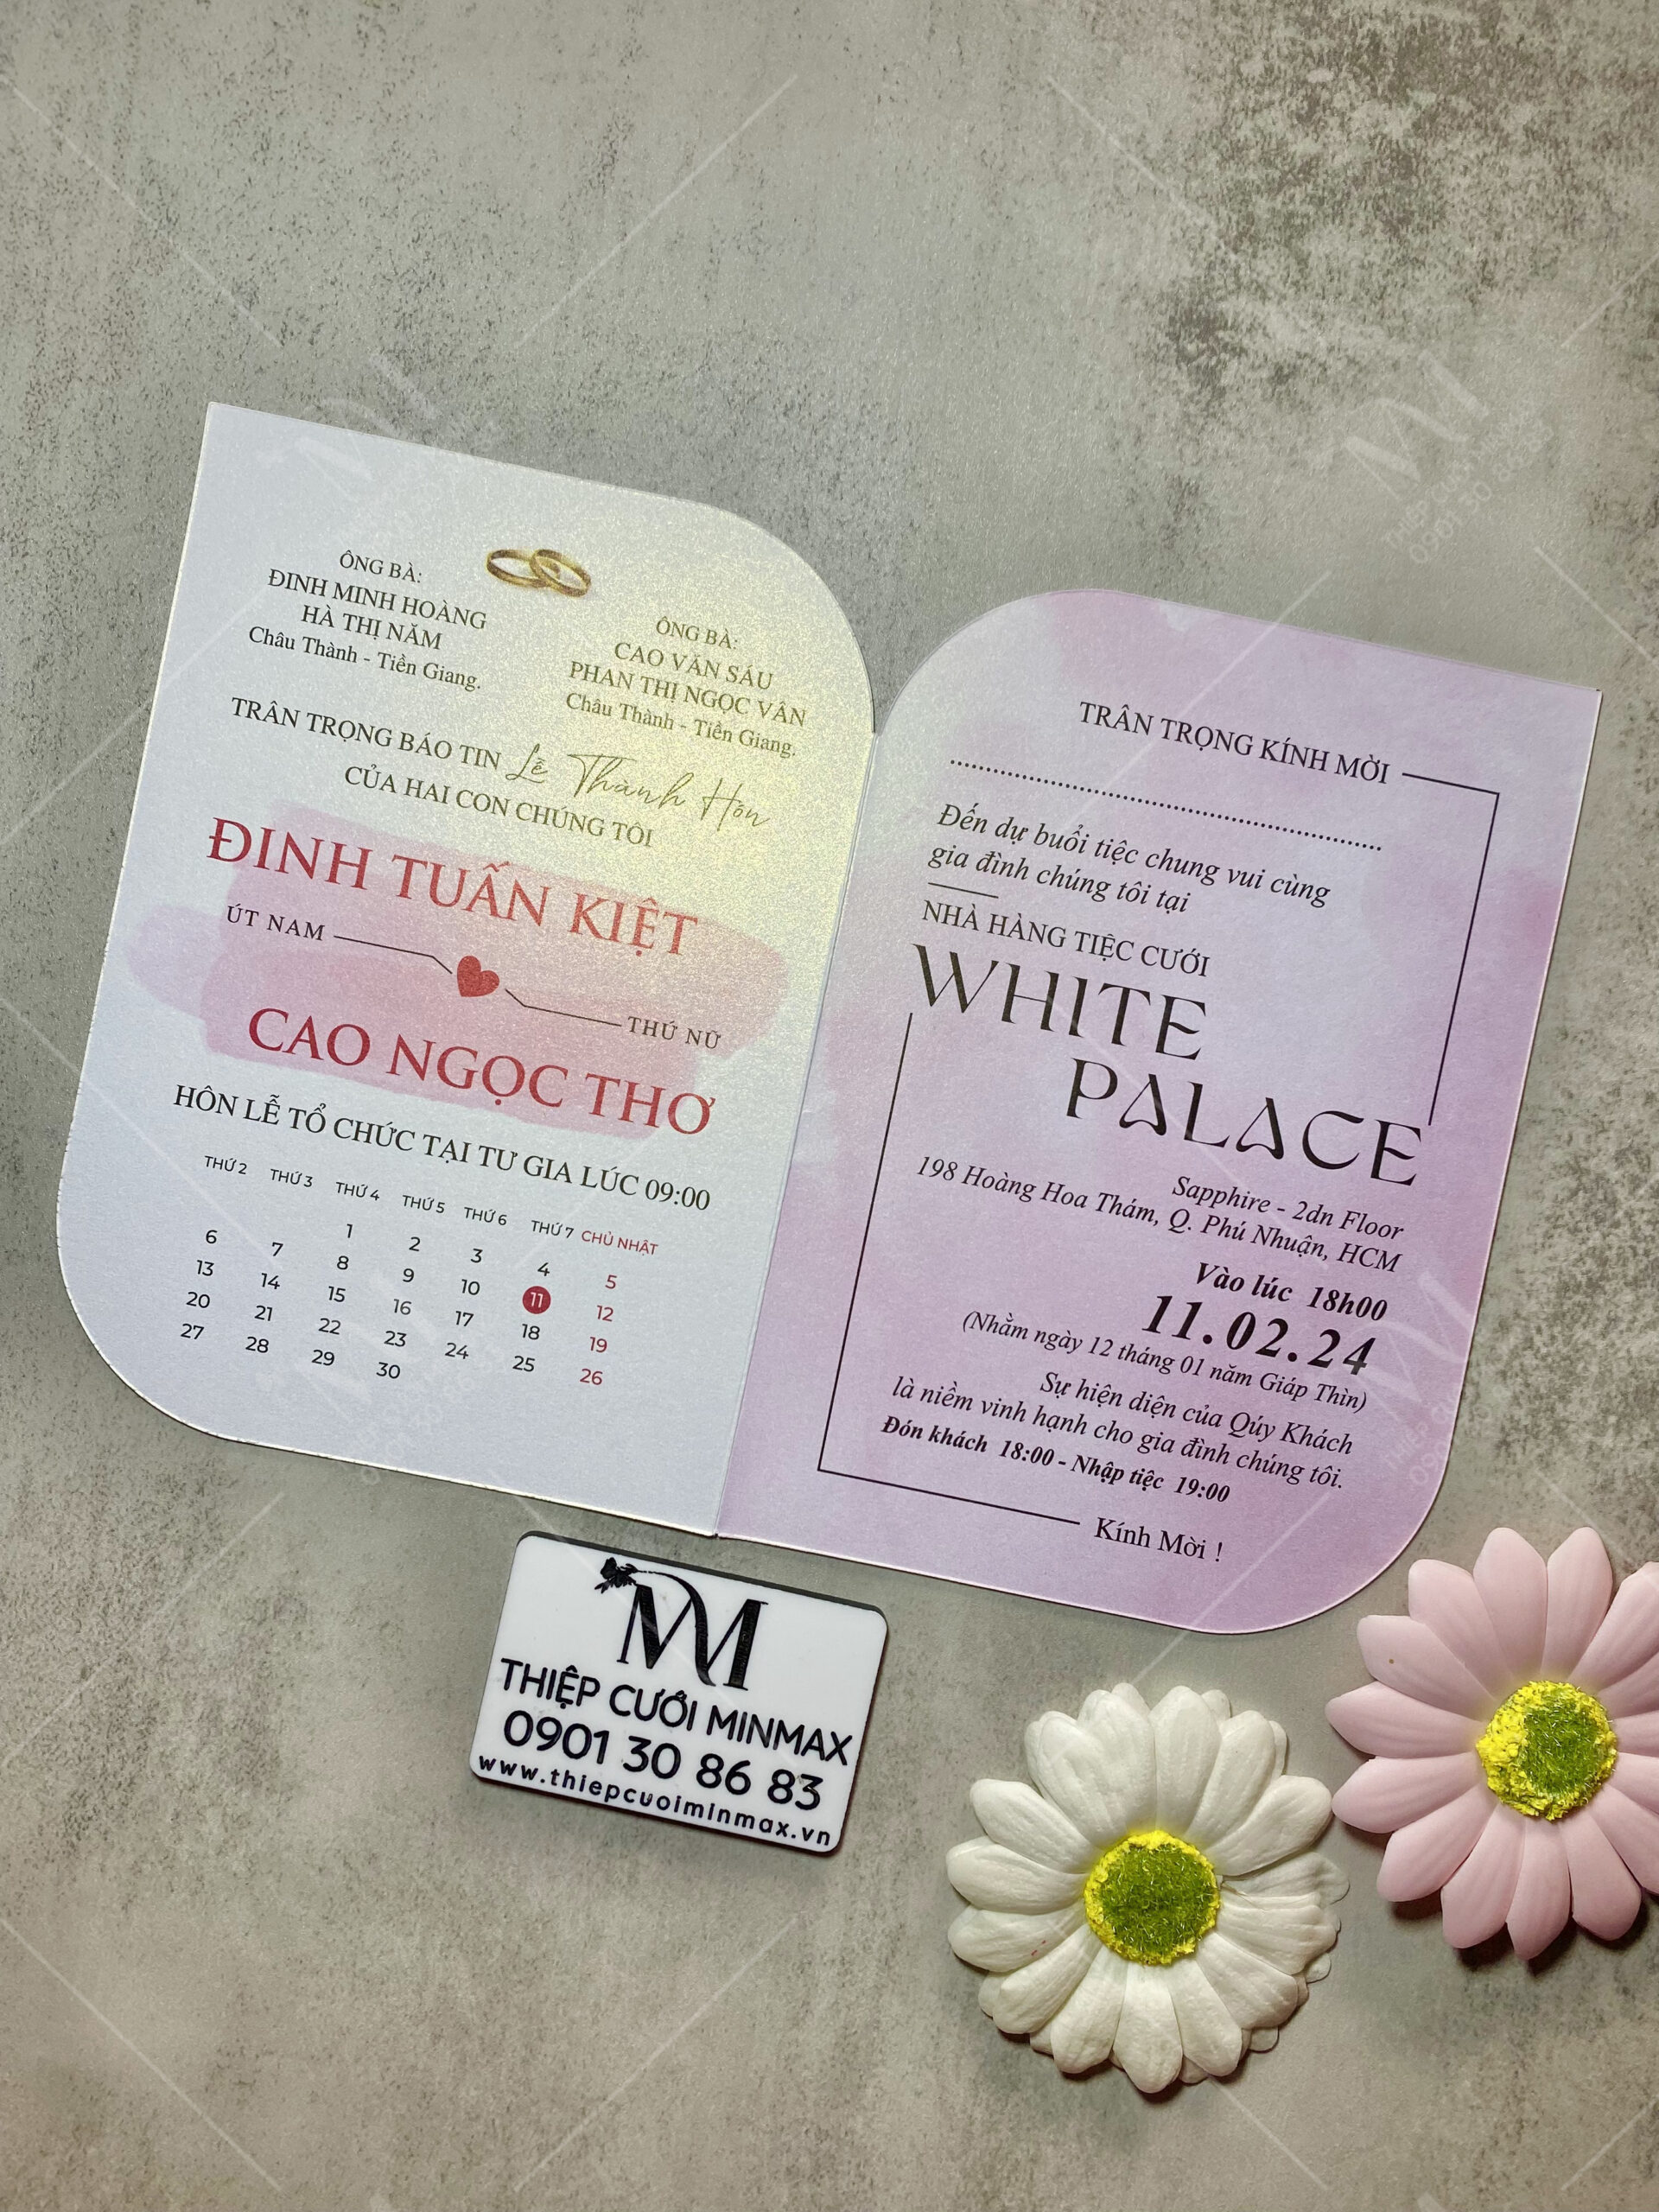 ÔNG BÀ:
ĐINH MINH HOÀNG
HÀ THỊ NĂM
Châu Thành - Tiền Giang.
ÔNG BÀ:
CAO VĂN SÁU
PHAN THỊ NGỌC VÂN
Châu Thành - Tiền Giang.
TRÂN TRỌNG BÁO TIN Lễ Thành Hôn
CỦA HAI CON CHÚNG TÔI
ĐINH TUẤN KIỆT
ÚT NAM
THỨ NỮ
CAO NGỌC THƠ
HÔN LỄ TỔ CHỨC TẠI TƯ GIA LÚC 09:00
THỨ 2 THỨ 3 THỨ 4 THỨ 5 THỨ 6 THỨ 7 CHỦ NHẬT
1 2 3 4 5
6 7 8 9 10 11 12
13 14 15 16 17 18 19
20 21 22 23 24 25 26
27 28 29 30
TRÂN TRỌNG KÍNH MỜI
Đến dự buổi tiệc chung vui cùng
gia đình chúng tôi tại
NHÀ HÀNG TIỆC CƯỚI
WHITE
PALACE
Sapphire - 2dn Floor
198 Hoàng Hoa Thám, Q. Phú Nhuận, HCM
Vào lúc 18h00
11.02.24
(Nhằm ngày 12 tháng 01 năm Giáp Thìn)
Sự hiện diện của Qúy Khách
là niềm vinh hạnh cho gia đình chúng tôi.
Đón khách 18:00 - Nhập tiệc 19:00
Kính Mời !
MM
THIỆP CƯỚI MINMAX
0901 30 86 83
www.thiepcuoiminmax.vn